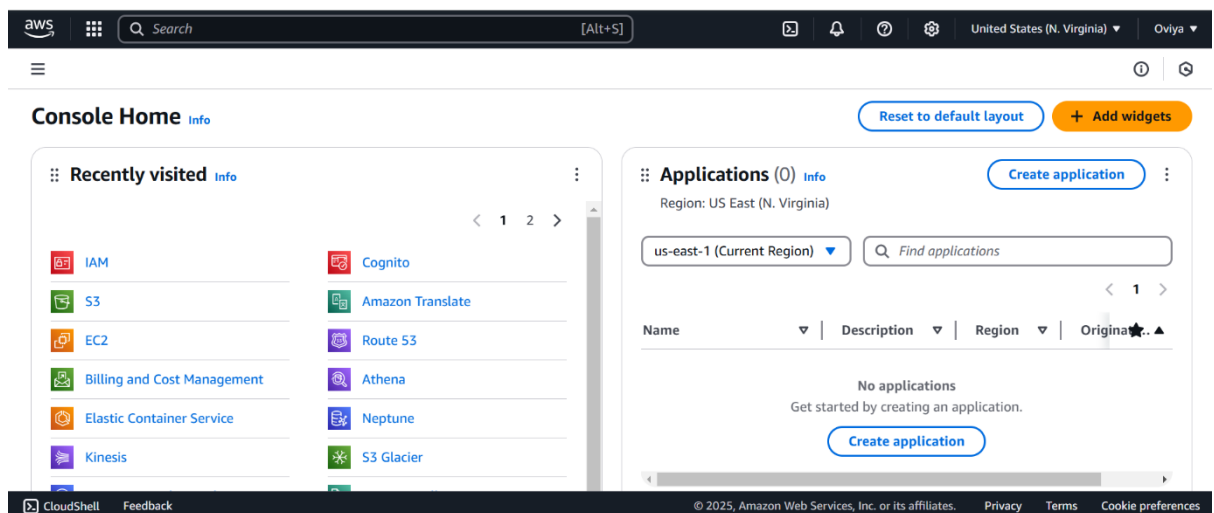 aws
Search [Alt+S]
United States (N. Virginia)
Oviya
Console Home Info
Reset to default layout
+ Add widgets
Recently visited Info
1 2
IAM
S3
EC2
Billing and Cost Management
Elastic Container Service
Kinesis
Cognito
Amazon Translate
Route 53
Athena
Neptune
S3 Glacier
Applications (0) Info
Create application
Region: US East (N. Virginia)
us-east-1 (Current Region)
Find applications
1
Name Description Region
No applications
Get started by creating an application.
Create application
CloudShell Feedback
© 2025, Amazon Web Services, Inc. or its affiliates. Privacy Terms Cookie preferences